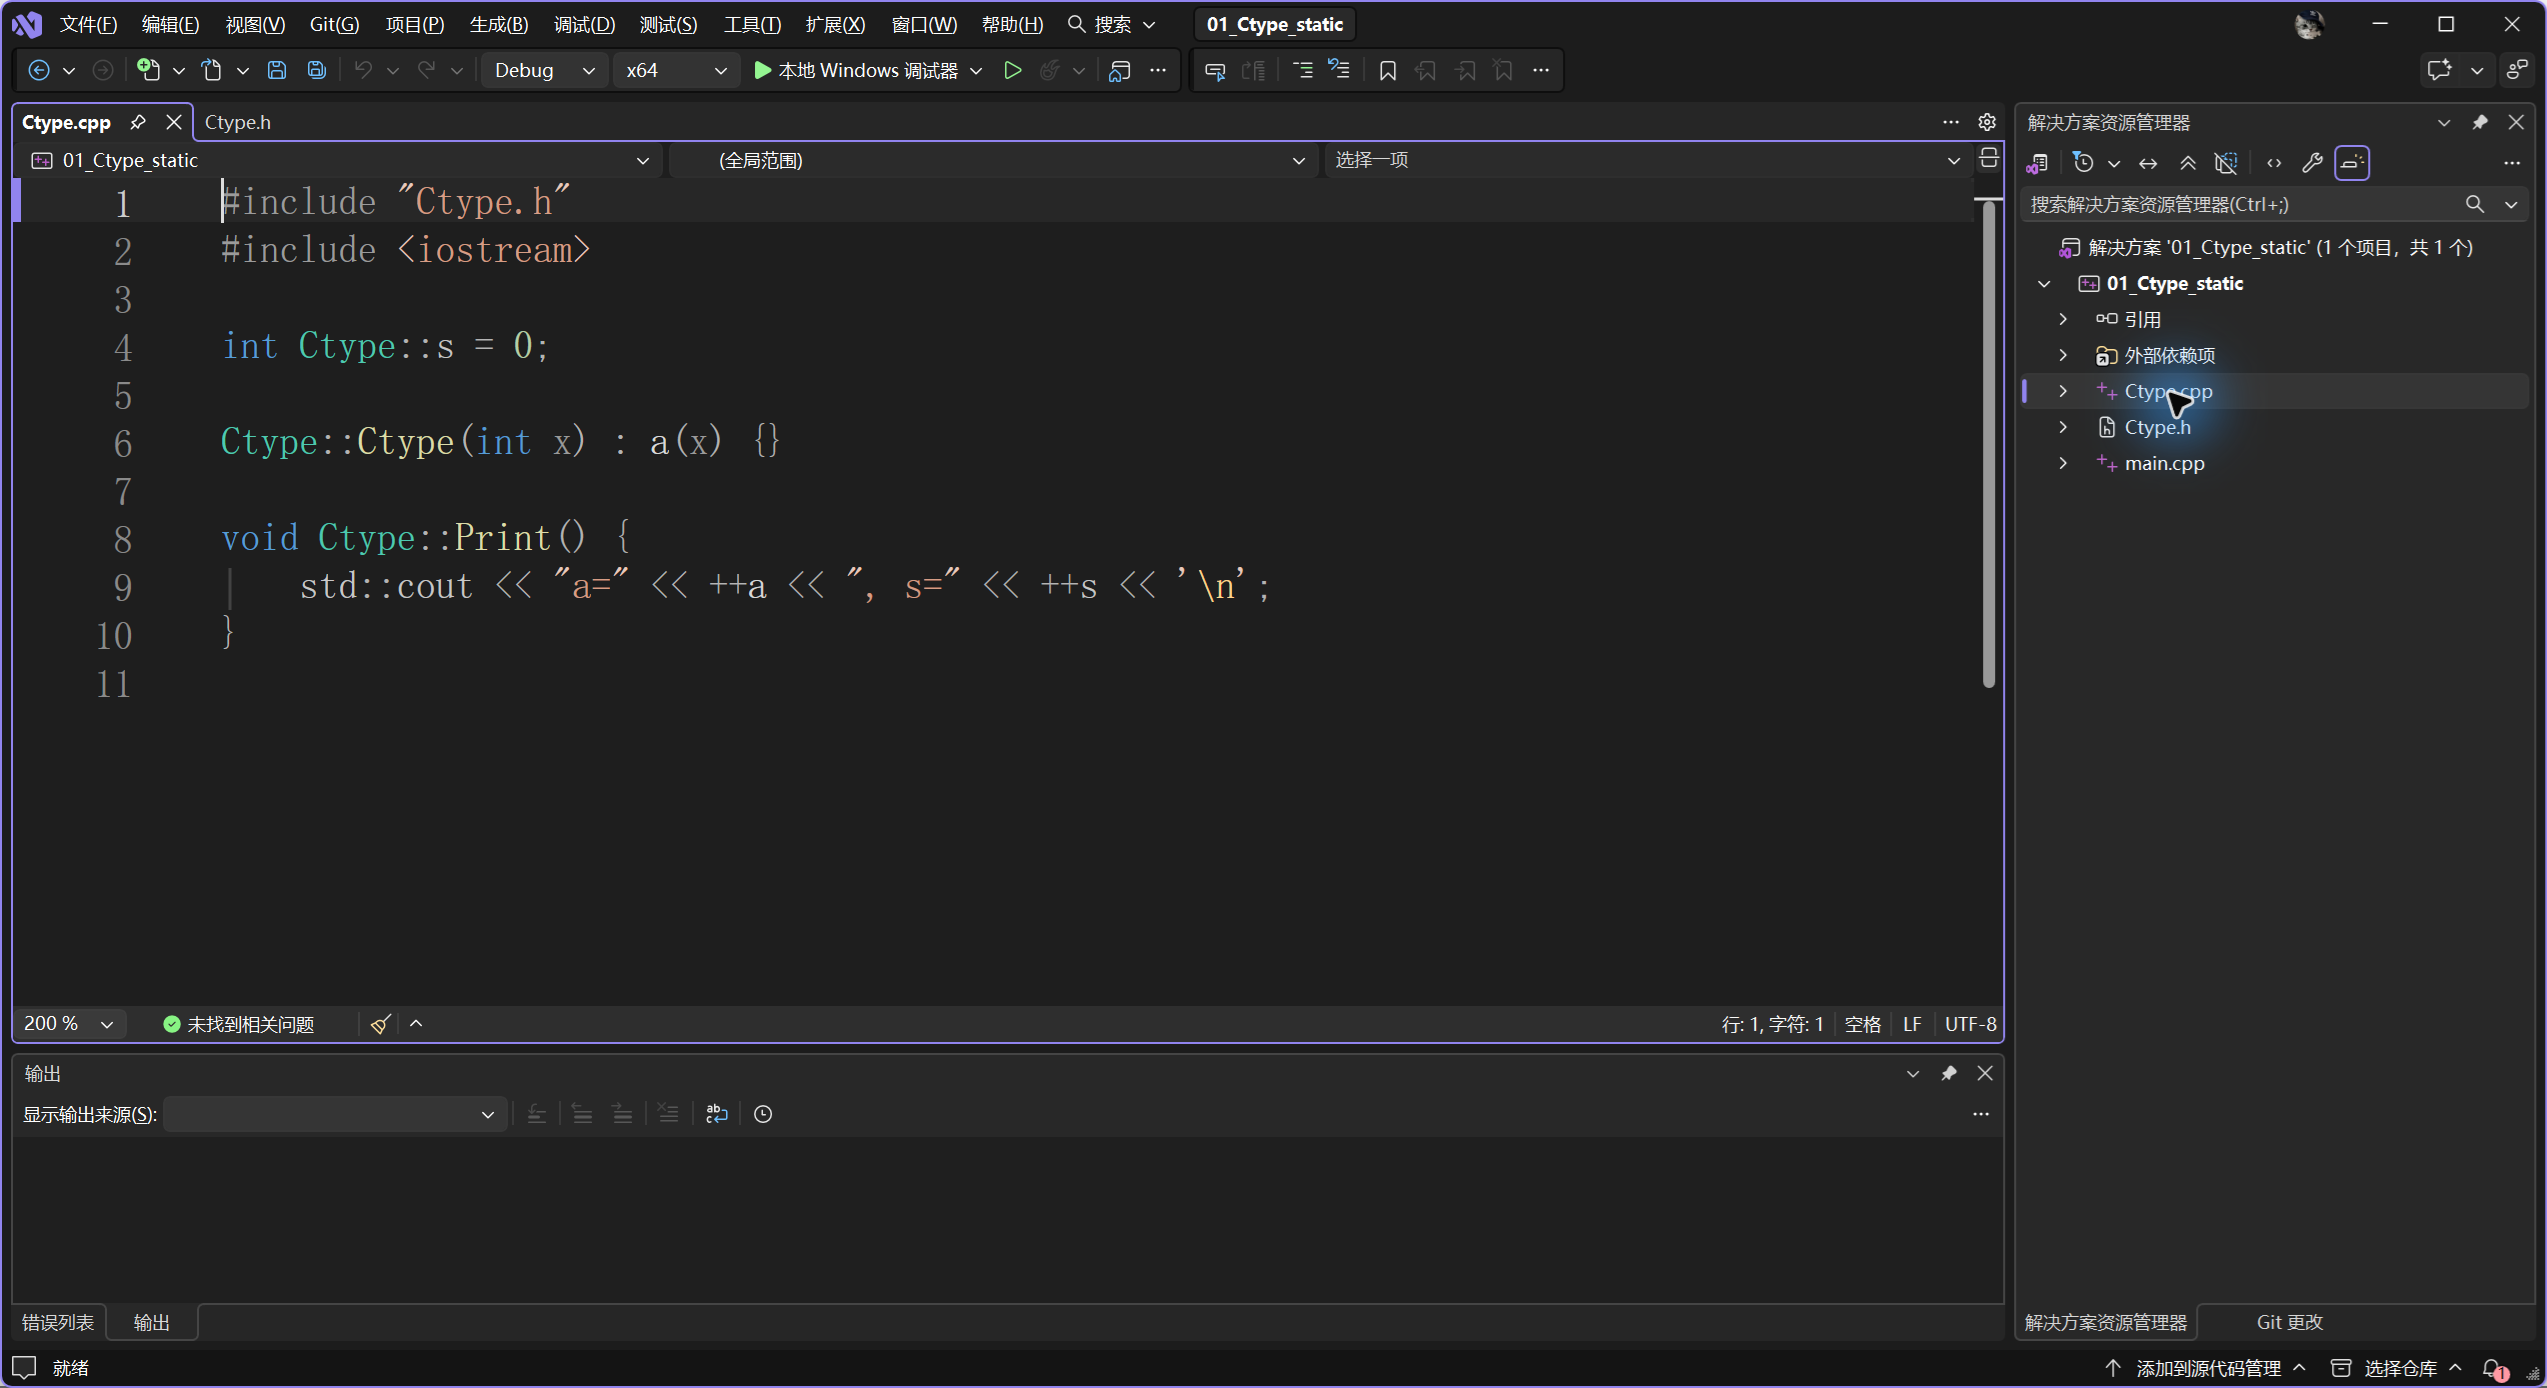 文件(F) 编辑(E) 视图(V) Git(G) 项目(P) 生成(B) 调试(D) 测试(S) 工具(T) 扩展(X) 窗口(W) 帮助(H) 搜索 01_Ctype_static
Debug x64 本地 Windows 调试器
Ctype.cpp Ctype.h
01_Ctype_static (全局范围) 选择一项
1 #include "Ctype.h"
2 #include <iostream>
3
4 int Ctype::s = 0;
5
6 Ctype::Ctype(int x) : a(x) {}
7
8 void Ctype::Print() {
9 std::cout << "a=" << ++a << ", s=" << ++s << '\n';
10 }
11
200 % 未找到相关问题 行: 1, 字符: 1 空格 LF UTF-8
输出
显示输出来源(S):
错误列表 输出
解决方案资源管理器
搜索解决方案资源管理器(Ctrl+;)
解决方案 '01_Ctype_static' (1 个项目，共 1 个)
01_Ctype_static
引用
外部依赖项
Ctype.cpp
Ctype.h
main.cpp
解决方案资源管理器 Git 更改
就绪 添加到源代码管理 选择仓库 1